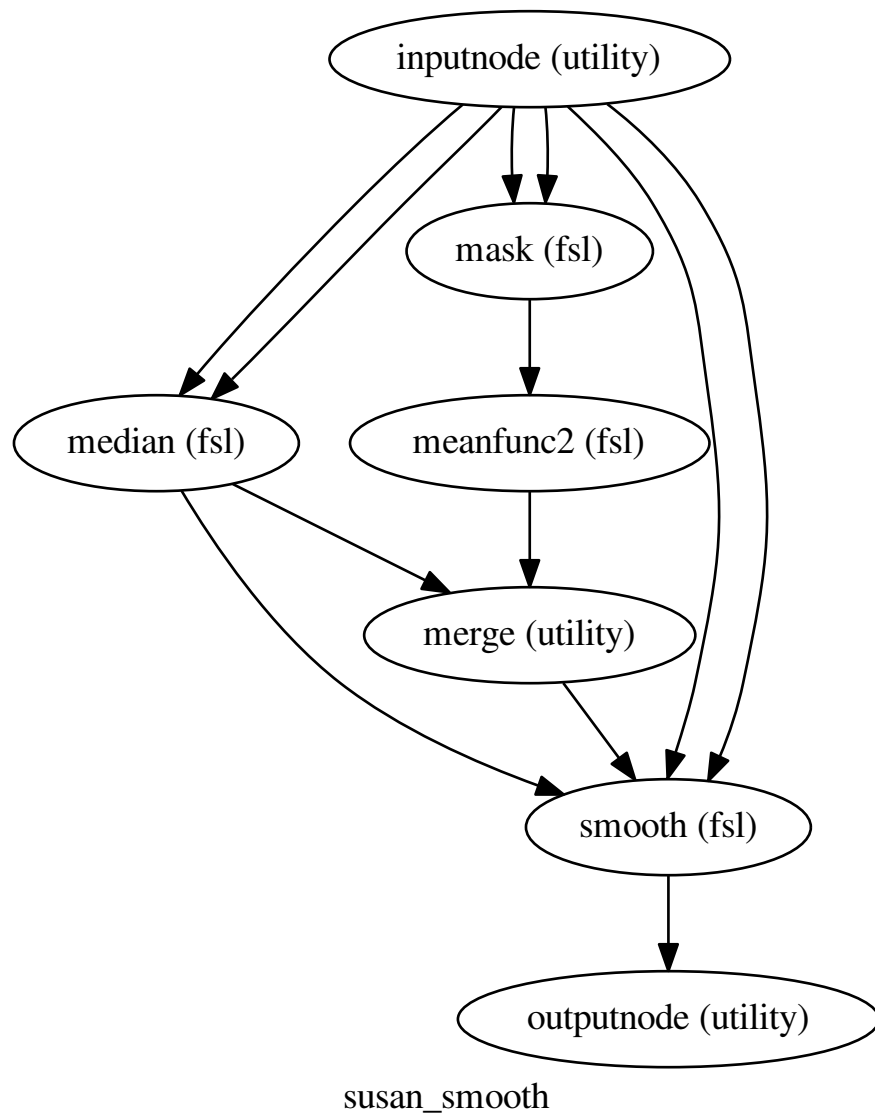 inputnode (utility)
mask (fsl)
median (fsl)
meanfunc2 (fsl)
merge (utility)
smooth (fsl)
outputnode (utility)
susan_smooth